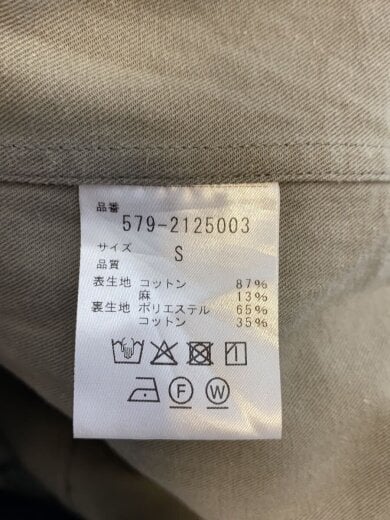 品番
579-2125003
サイズ S
品質
表生地 コットン 87%
麻 13%
裏生地 ポリエステル 65%
コットン 35%
F W